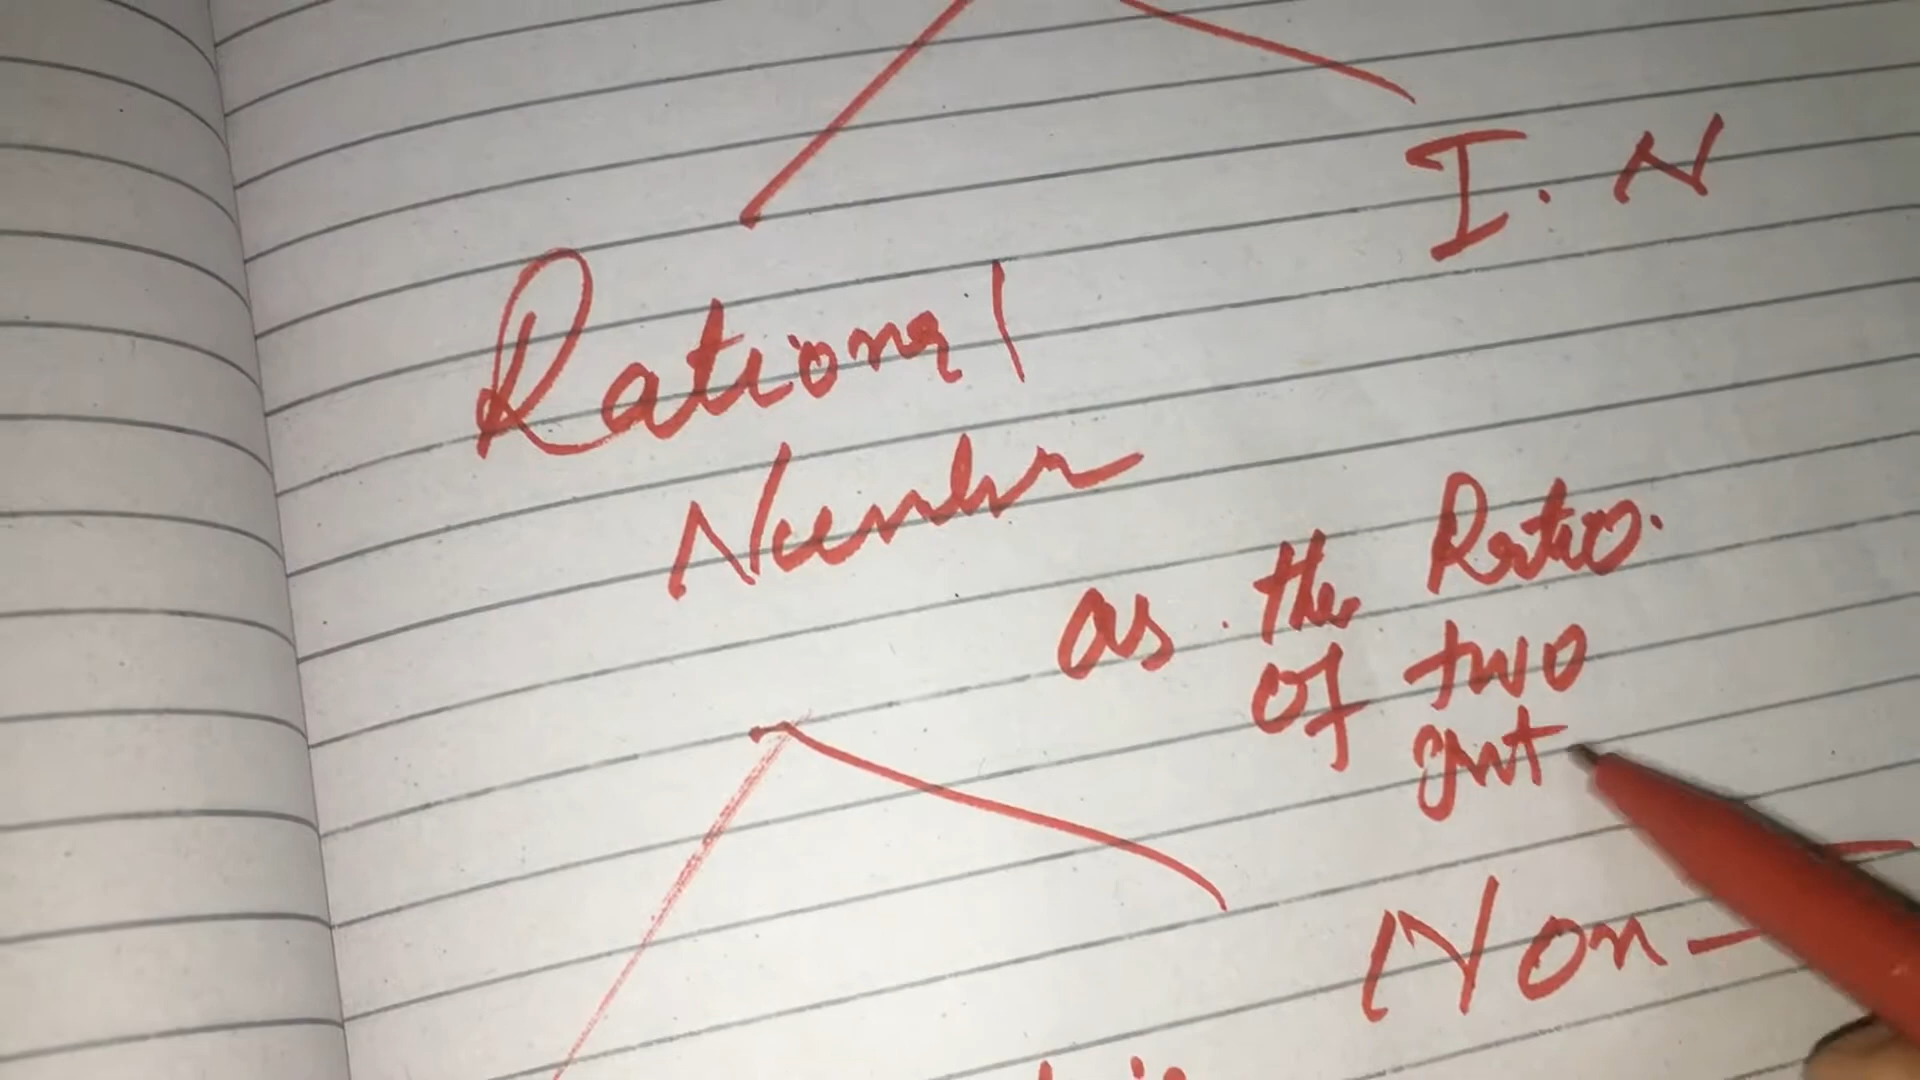 I. N
Rational
Number
as the Ratio.
of two
Int
Non-